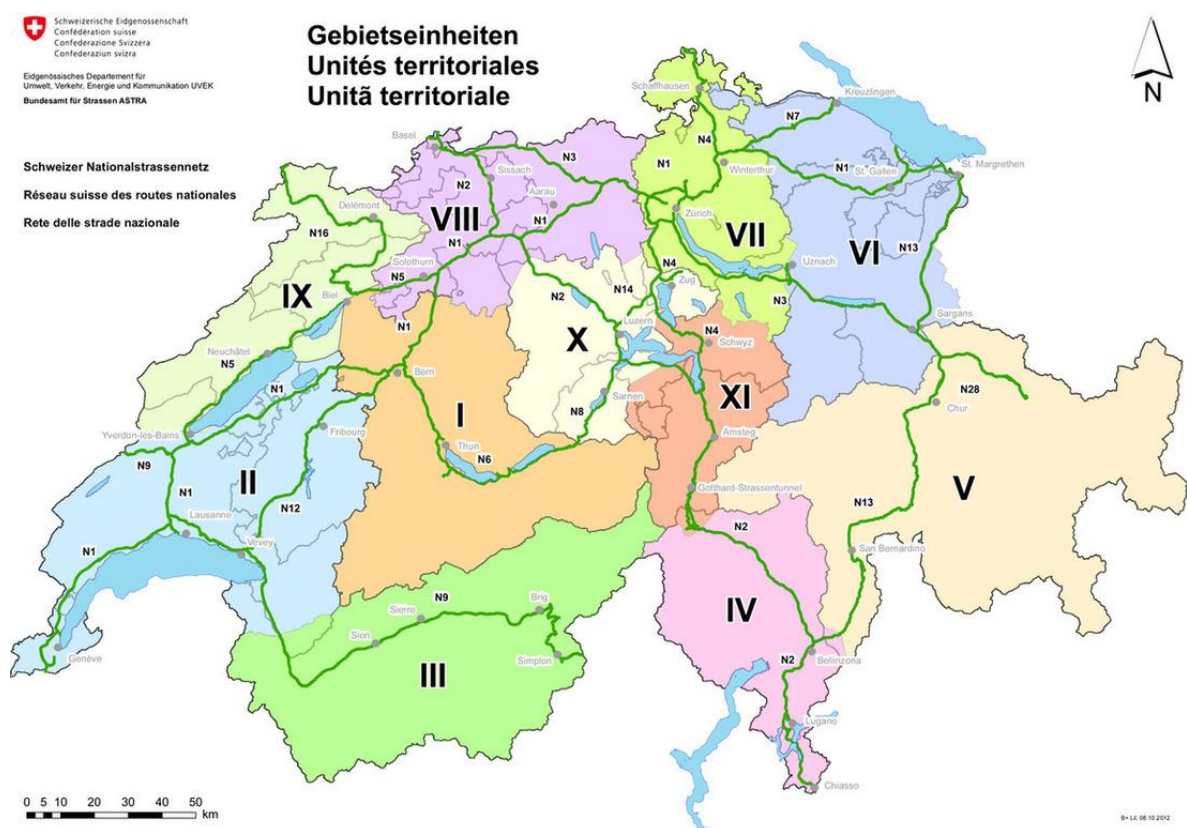 Schweizerische Eidgenossenschaft
Confédération suisse
Confederazione Svizzera
Confederaziun svizra
Eidgenössisches Departement für
Umwelt, Verkehr, Energie und Kommunikation UVEK
Bundesamt für Strassen ASTRA
Gebietseinheiten
Unités territoriales
Unitã territoriale
N
Schweizer Nationalstrassennetz
Réseau suisse des routes nationales
Rete delle strade nazionale
Schaffhausen
Kreuzlingen
N7
Basel
N4
N3
N1
Winterthur
N1
St. Gallen
St. Margrethen
Sissach
N2
Aarau
Delémont
Zürich
VIII
N1
VII
VI
N16
N1
N13
Solothurn
N4
Uznach
N5
Zug
IX
Biel
N2
N14
N3
Sargans
N1
Luzern
N4
X
Schwyz
Neuchâtel
N5
N1
Bern
N28
Sarnen
XI
Chur
N8
I
Fribourg
Yverdon-les-Bains
Thun
Amsteg
N9
N6
II
N1
Gotthard-Strassentunnel
V
N12
N13
Lausanne
N2
Vevey
N1
San Bernardino
N9
Brig
Sierre
IV
Sion
Genève
Simplon
Bellinzona
N2
III
Lugano
Chiasso
0 5 10 20 30 40 50
km
B+ Lil, 08.10.2012